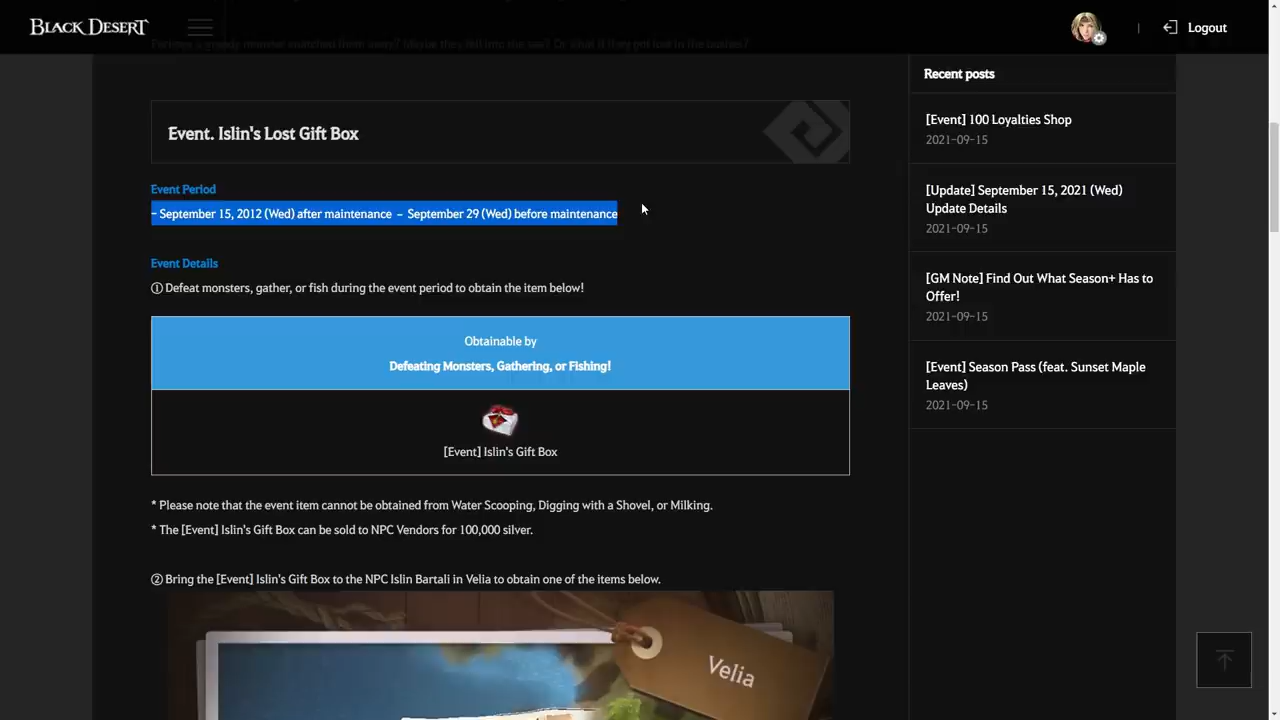 BLACK DESERT
Logout
Event. Islin's Lost Gift Box
Event Period
- September 15, 2012 (Wed) after maintenance – September 29 (Wed) before maintenance
Event Details
① Defeat monsters, gather, or fish during the event period to obtain the item below!
Obtainable by
Defeating Monsters, Gathering, or Fishing!
[Event] Islin's Gift Box
* Please note that the event item cannot be obtained from Water Scooping, Digging with a Shovel, or Milking.
* The [Event] Islin's Gift Box can be sold to NPC Vendors for 100,000 silver.
② Bring the [Event] Islin's Gift Box to the NPC Islin Bartali in Velia to obtain one of the items below.
Velia
Recent posts
[Event] 100 Loyalties Shop
2021-09-15
[Update] September 15, 2021 (Wed)
Update Details
2021-09-15
[GM Note] Find Out What Season+ Has to
Offer!
2021-09-15
[Event] Season Pass (feat. Sunset Maple
Leaves)
2021-09-15